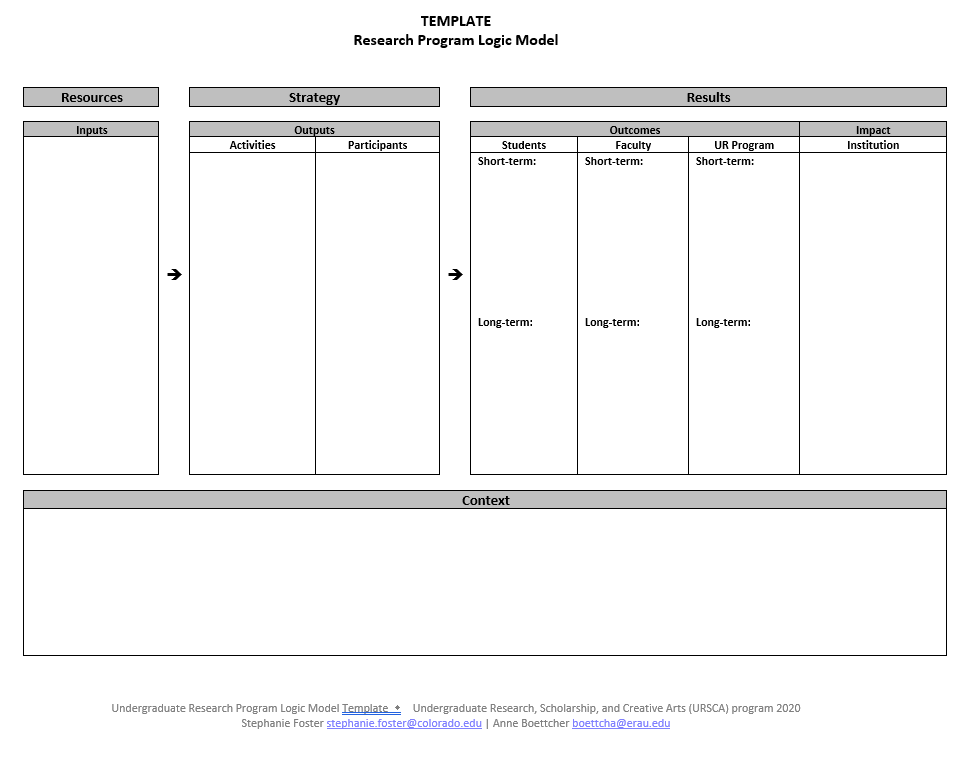 TEMPLATE
Research Program Logic Model
Resources
Strategy
Results
Inputs
Outputs
Outcomes
Impact
Activities
Participants
Students
Faculty
UR Program
Institution
Short-term:
Short-term:
Short-term:
➔
➔
Long-term:
Long-term:
Long-term:
Context
Undergraduate Research Program Logic Model Template * Undergraduate Research, Scholarship, and Creative Arts (URSCA) program 2020
Stephanie Foster stephanie.foster@colorado.edu | Anne Boettcher boettcha@erau.edu